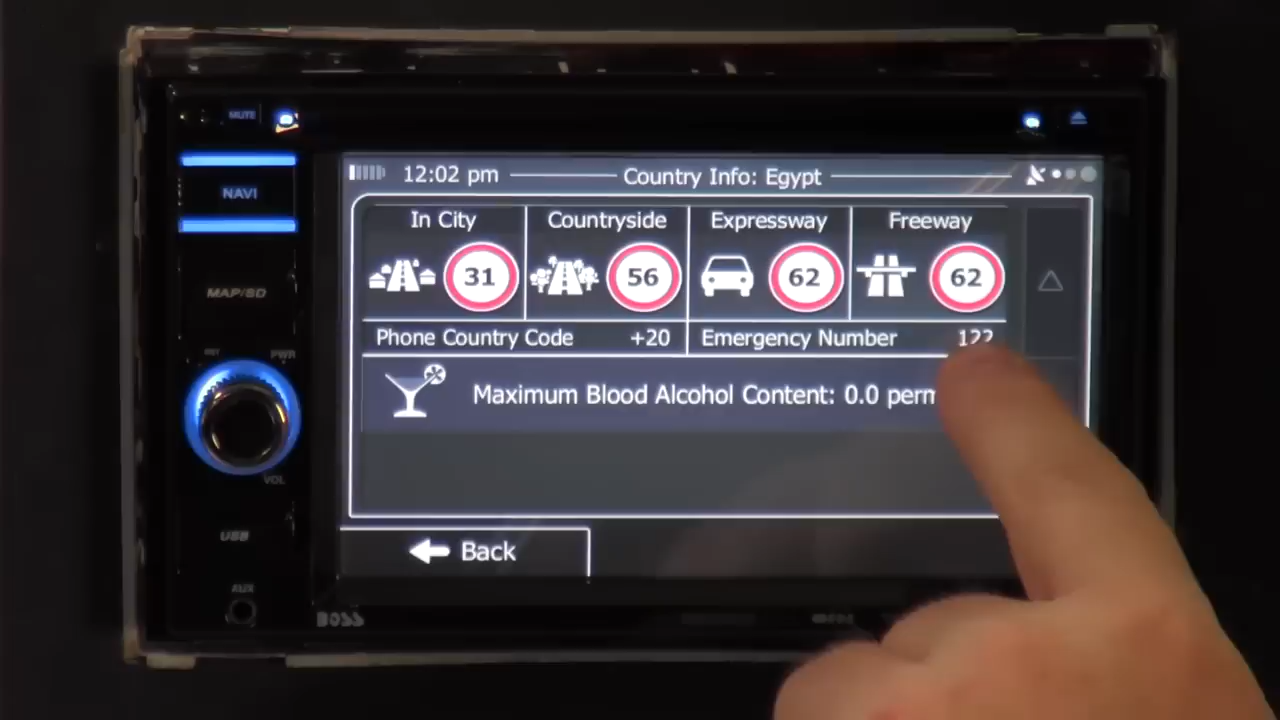 MUTE
12:02 pm
Country Info: Egypt
NAVI
In City
Countryside
Expressway
Freeway
31
56
62
62
MAP/SD
Phone Country Code
+20
Emergency Number
122
PWR
Maximum Blood Alcohol Content: 0.0
VOL
USB
Back
AUX
BOSS